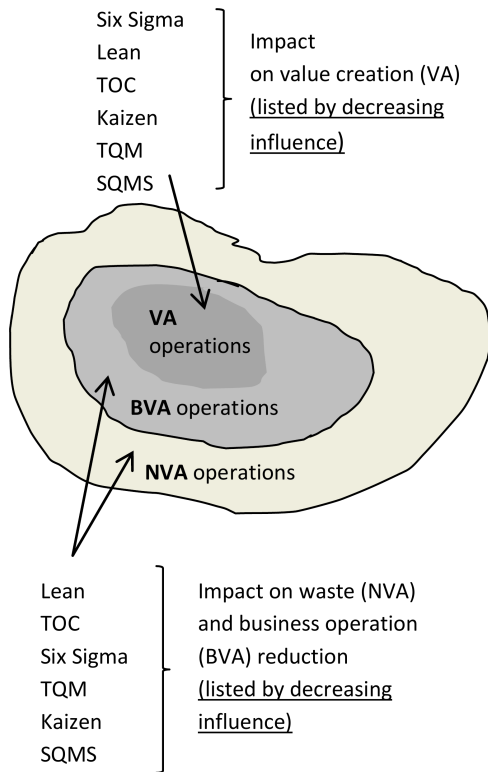 Six Sigma
Lean
TOC
Kaizen
TQM
SQMS
Impact
on value creation (VA)
(listed by decreasing
influence)
VA
operations
BVA operations
NVA operations
Lean
TOC
Six Sigma
TQM
Kaizen
SQMS
Impact on waste (NVA)
and business operation
(BVA) reduction
(listed by decreasing
influence)